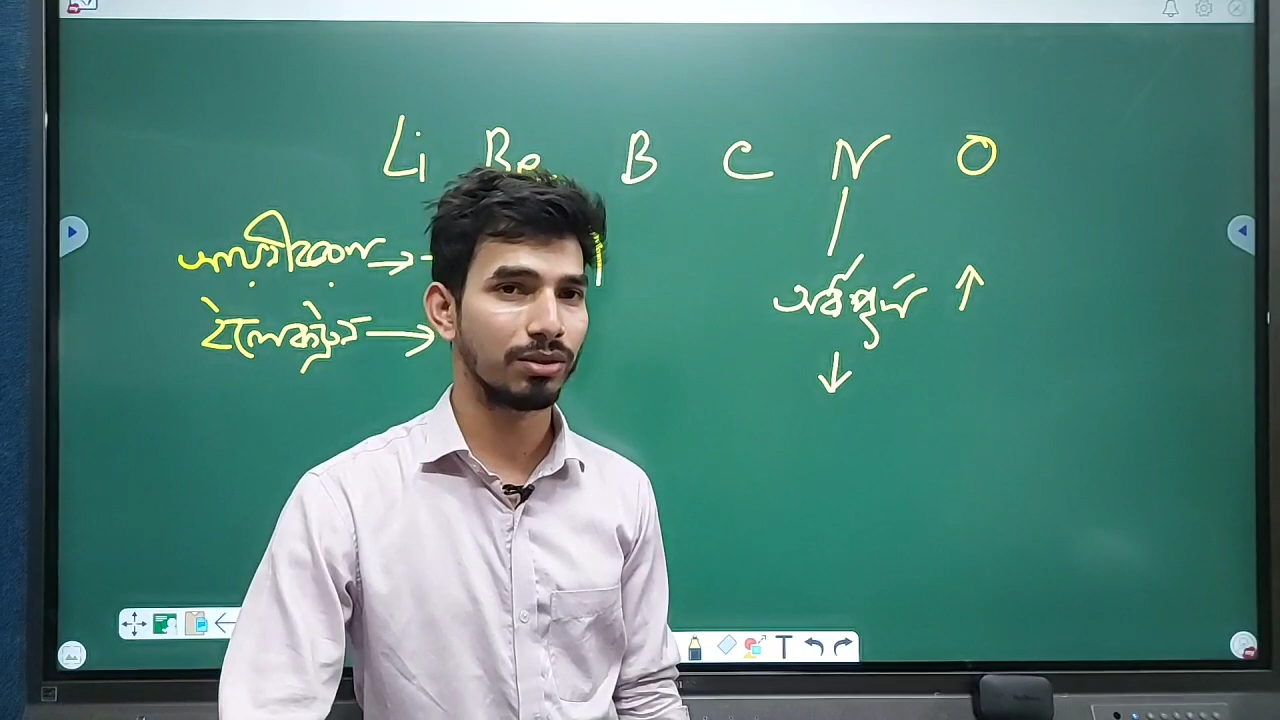 Li Be B C N O
আয়নীকরণ →
ইলেকট্রন →
অর্ধপূর্ণ ↑
↓
T